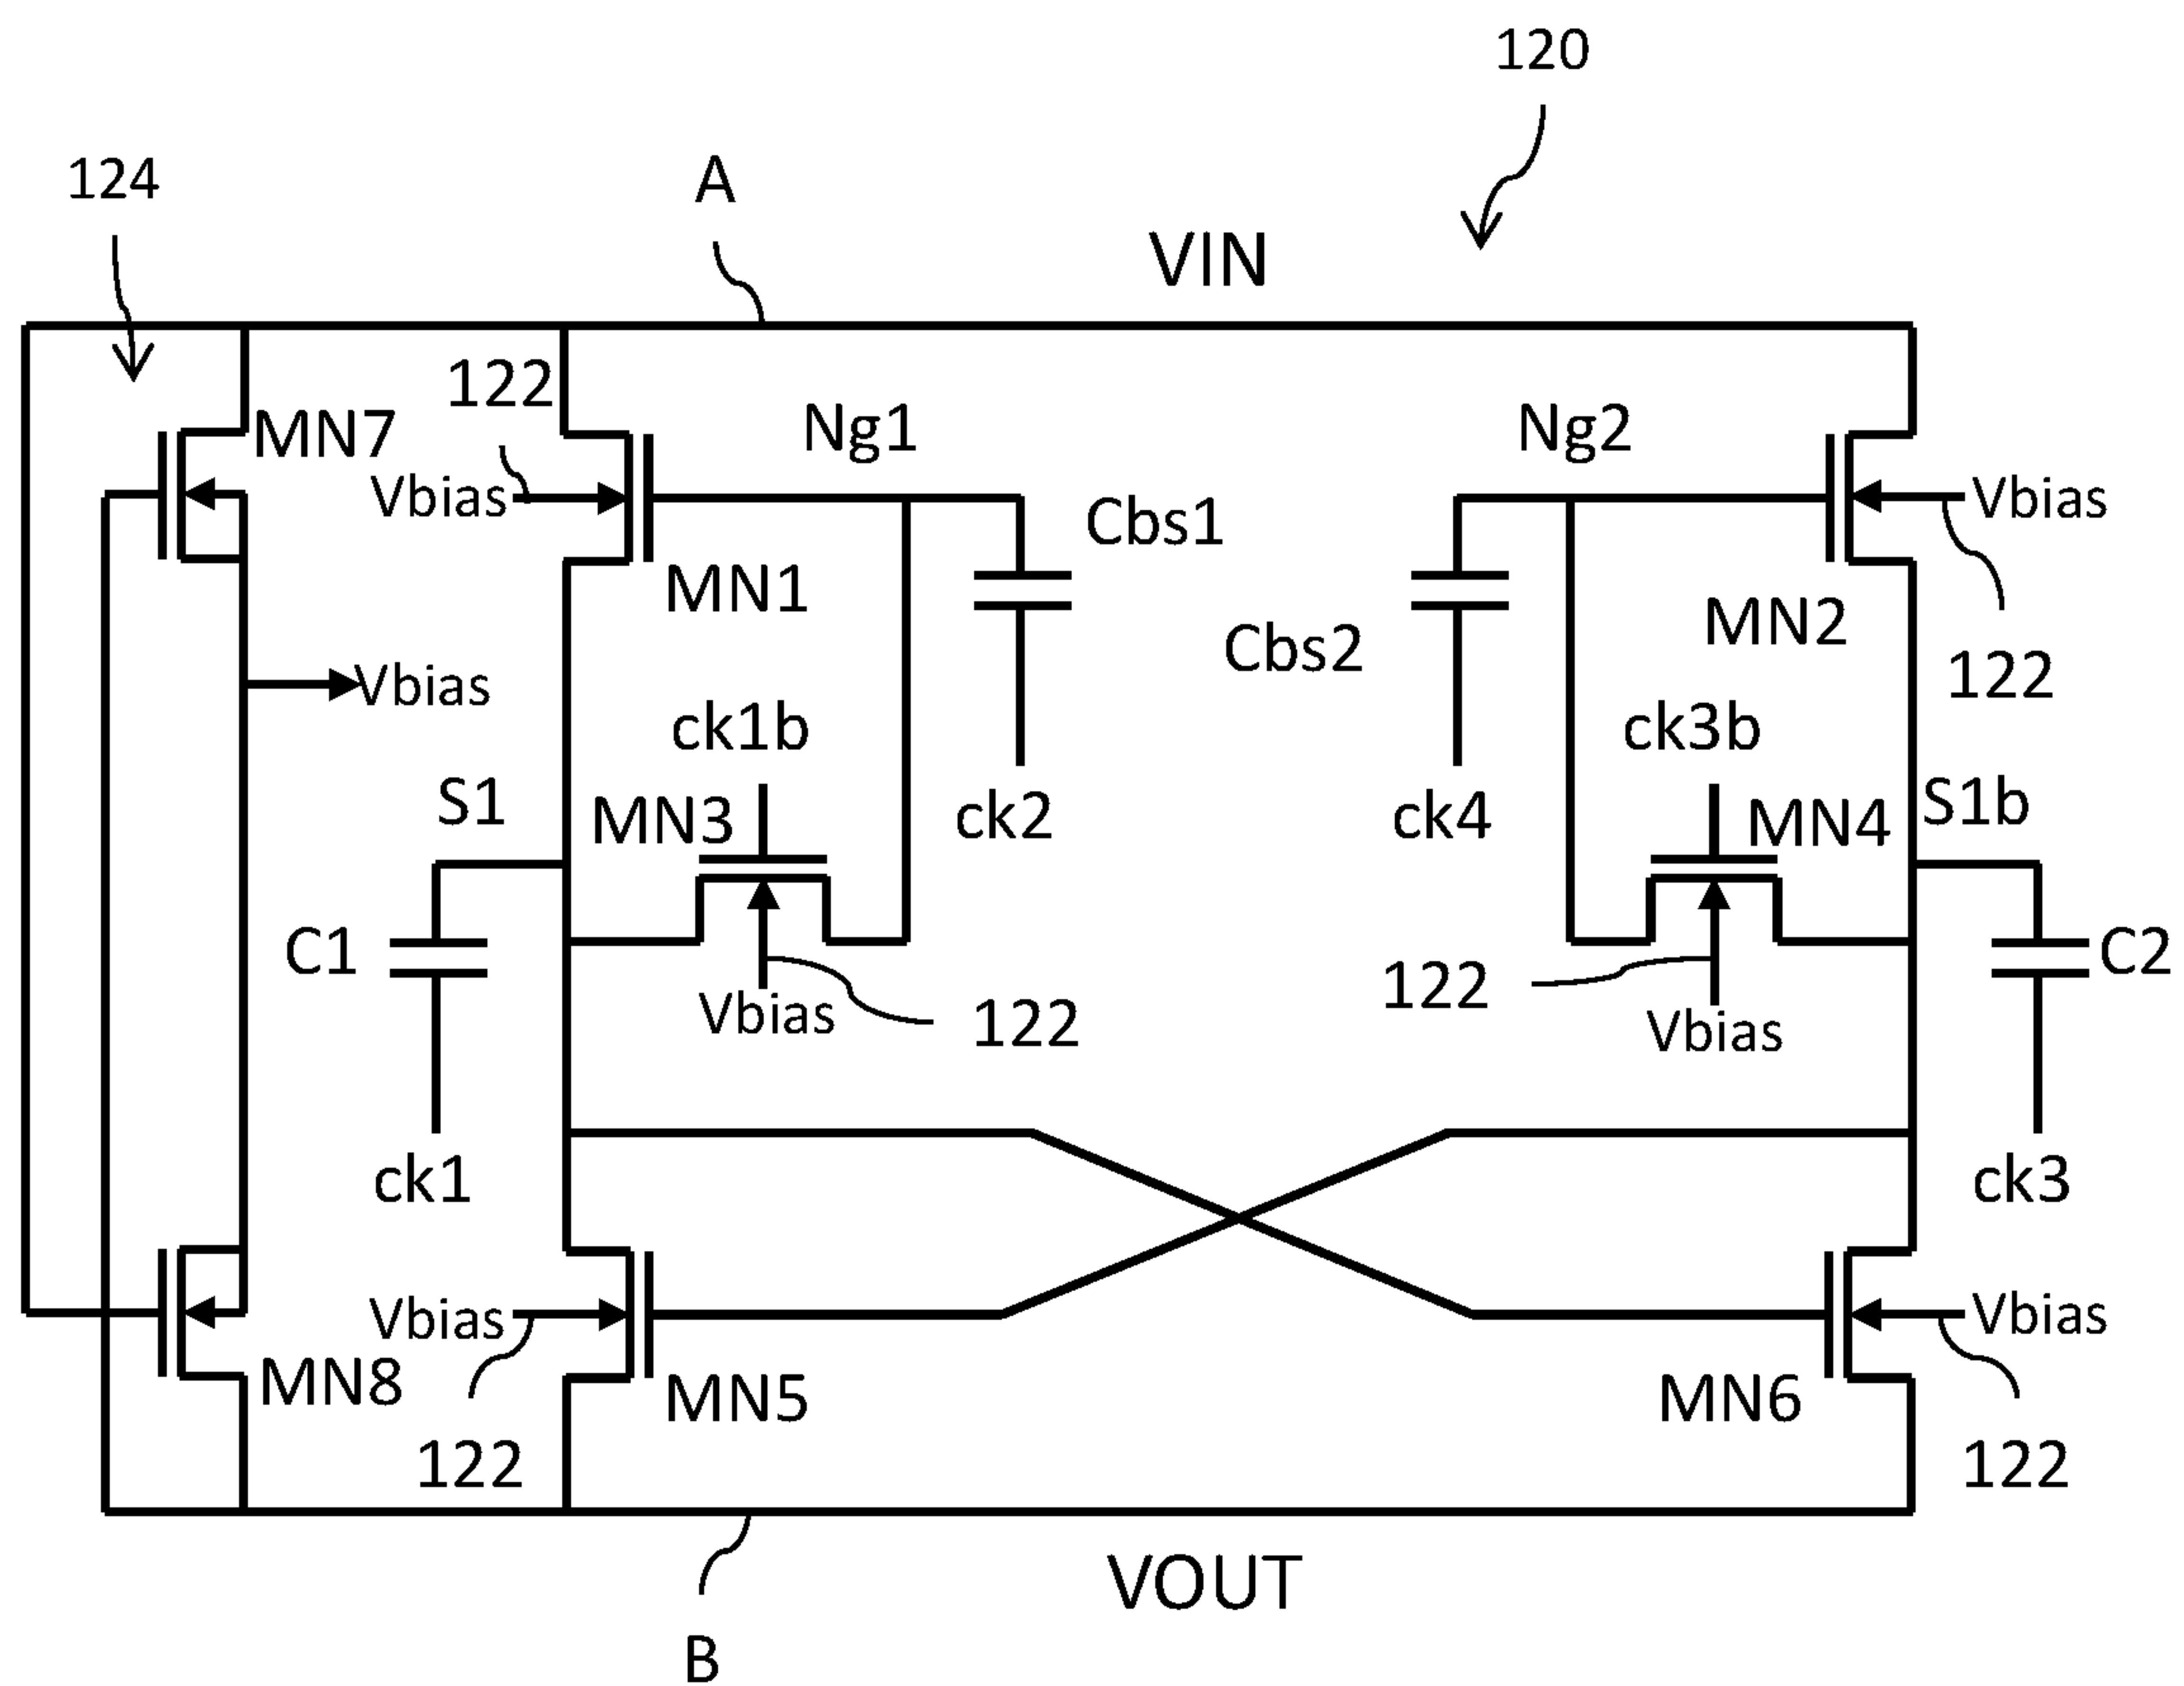 120
124
A
VIN
122
MN7
Ng1
Ng2
Vbias
Cbs1
Vbias
MN1
MN2
Cbs2
122
Vbias
ck1b
ck3b
S1
MN3
ck2
ck4
MN4
S1b
C1
C2
Vbias
122
122
Vbias
ck1
ck3
Vbias
Vbias
MN8
MN5
MN6
122
122
VOUT
B